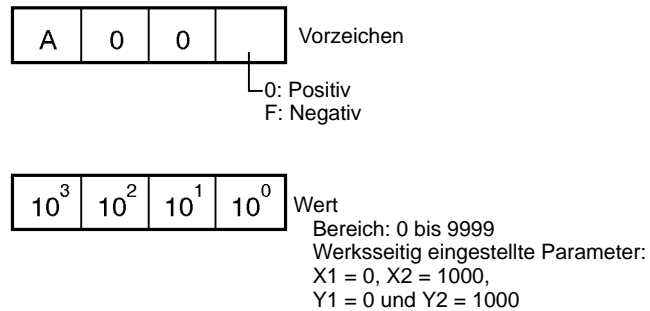 A 0 0 Vorzeichen
0: Positiv
F: Negativ
10³ 10² 10¹ 10⁰ Wert
Bereich: 0 bis 9999
Werksseitig eingestellte Parameter:
X1 = 0, X2 = 1000,
Y1 = 0 und Y2 = 1000